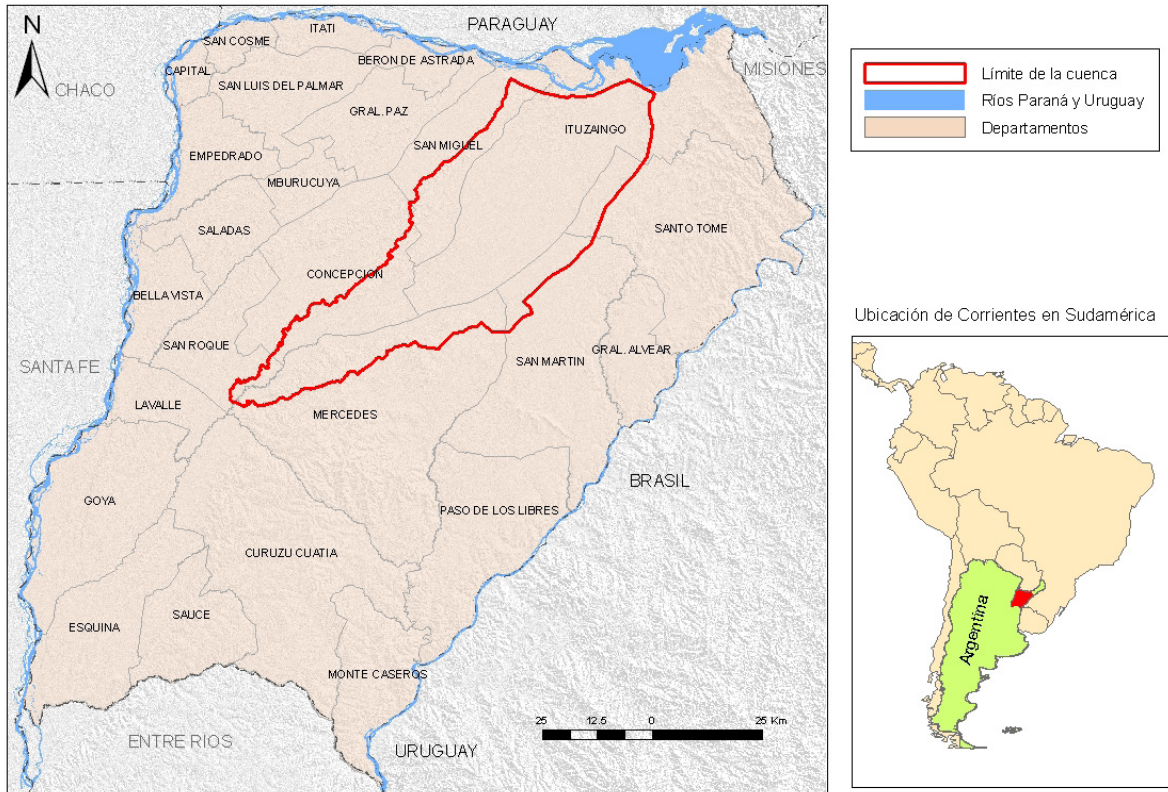 N
PARAGUAY
ITATI
SAN COSME
BERON DE ASTRADA
CAPITAL
MISIONES
SAN LUIS DEL PALMAR
CHACO
GRAL. PAZ
ITUZAINGO
SAN MIGUEL
EMPEDRADO
MBURUCUYA
SALADAS
SANTO TOME
CONCEPCION
BELLA VISTA
SAN ROQUE
GRAL. ALVEAR
SAN MARTIN
SANTA FE
LAVALLE
MERCEDES
BRASIL
GOYA
PASO DE LOS LIBRES
CURUZU CUATIA
SAUCE
ESQUINA
MONTE CASEROS
25 12.5 0 25 Km
ENTRE RIOS
URUGUAY
Límite de la cuenca
Ríos Paraná y Uruguay
Departamentos
Ubicación de Corrientes en Sudamérica
Argentina